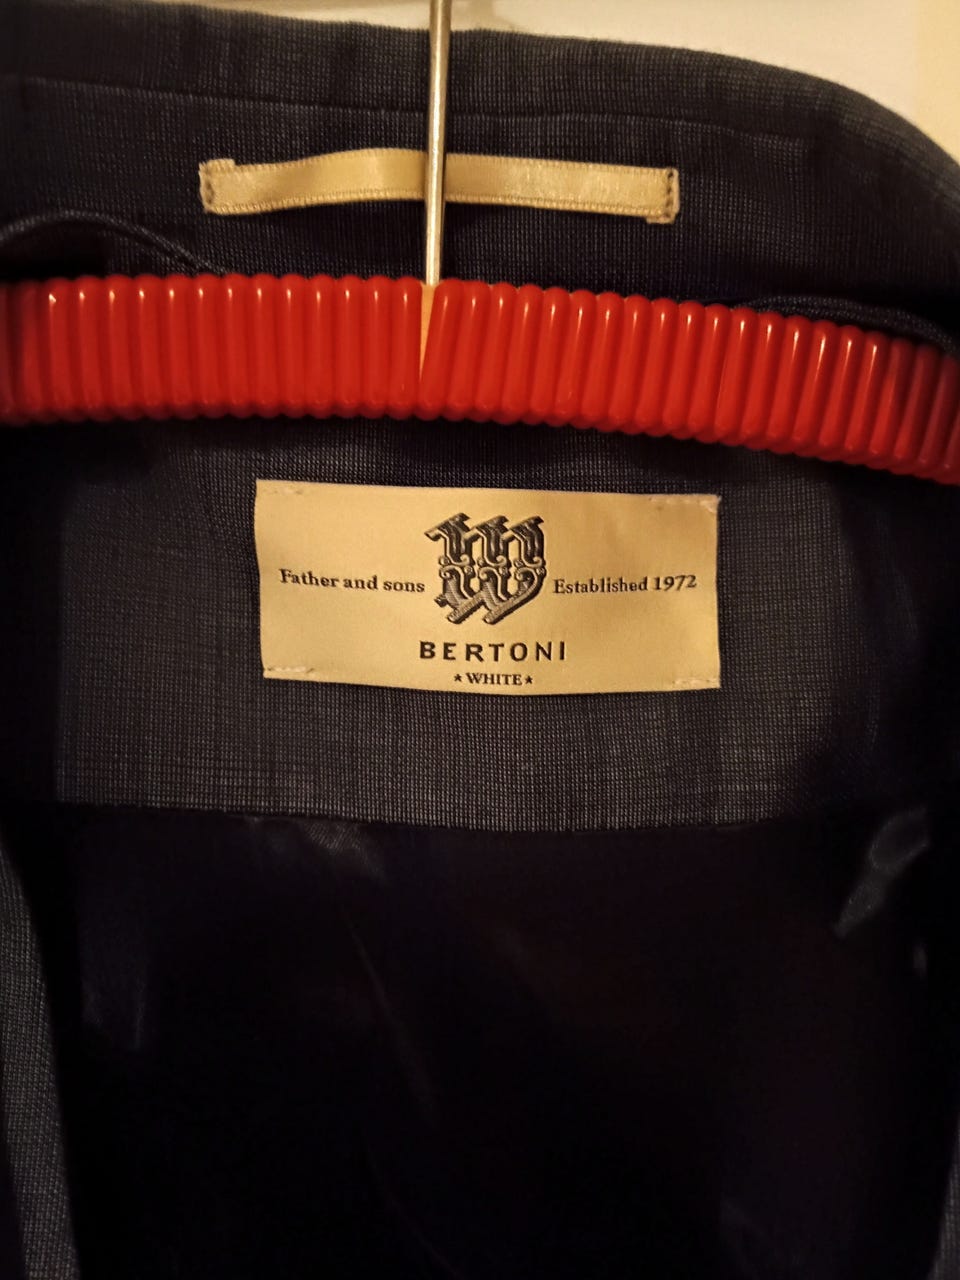 Father and sons W Established 1972
BERTONI
★ WHITE ★